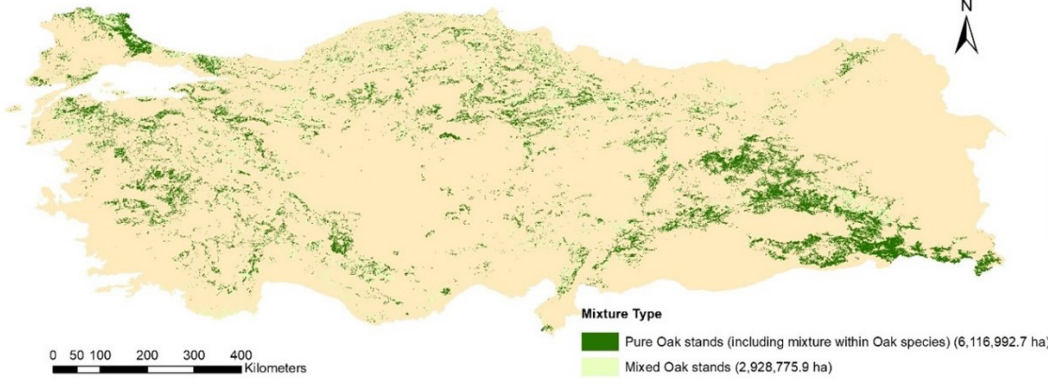 N
Mixture Type
Pure Oak stands (including mixture within Oak species) (6,116,992.7 ha)
Mixed Oak stands (2,928,775.9 ha)
0 50 100 200 300 400
Kilometers